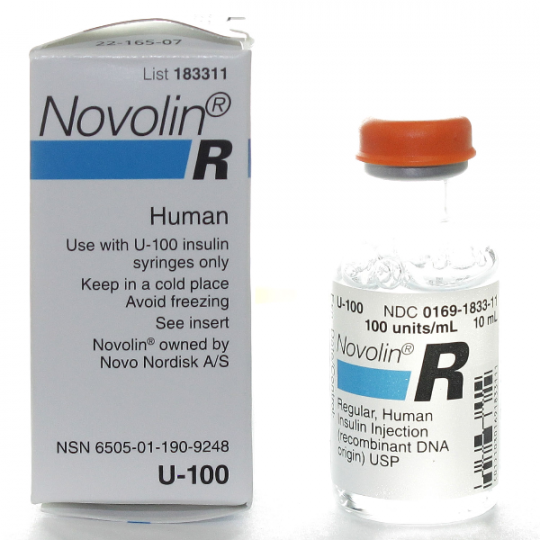 22-165-07
List 183311
Novolin®
R
Human
Use with U-100 insulin
syringes only
Keep in a cold place
Avoid freezing
See insert
Novolin® owned by
Novo Nordisk A/S
NSN 6505-01-190-9248
U-100
U-100 NDC 0169-1833-11
100 units/mL 10 mL
Novolin®
R
Regular, Human
Insulin Injection
(recombinant DNA
origin) USP